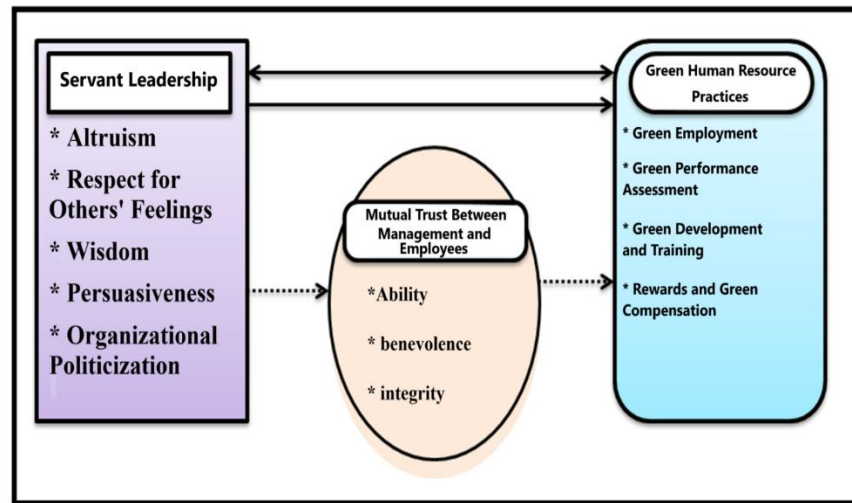 Servant Leadership
* Altruism
* Respect for
Others' Feelings
* Wisdom
* Persuasiveness
* Organizational
Politicization
Mutual Trust Between
Management and
Employees
*Ability
* benevolence
* integrity
Green Human Resource
Practices
* Green Employment
* Green Performance
Assessment
* Green Development
and Training
* Rewards and Green
Compensation